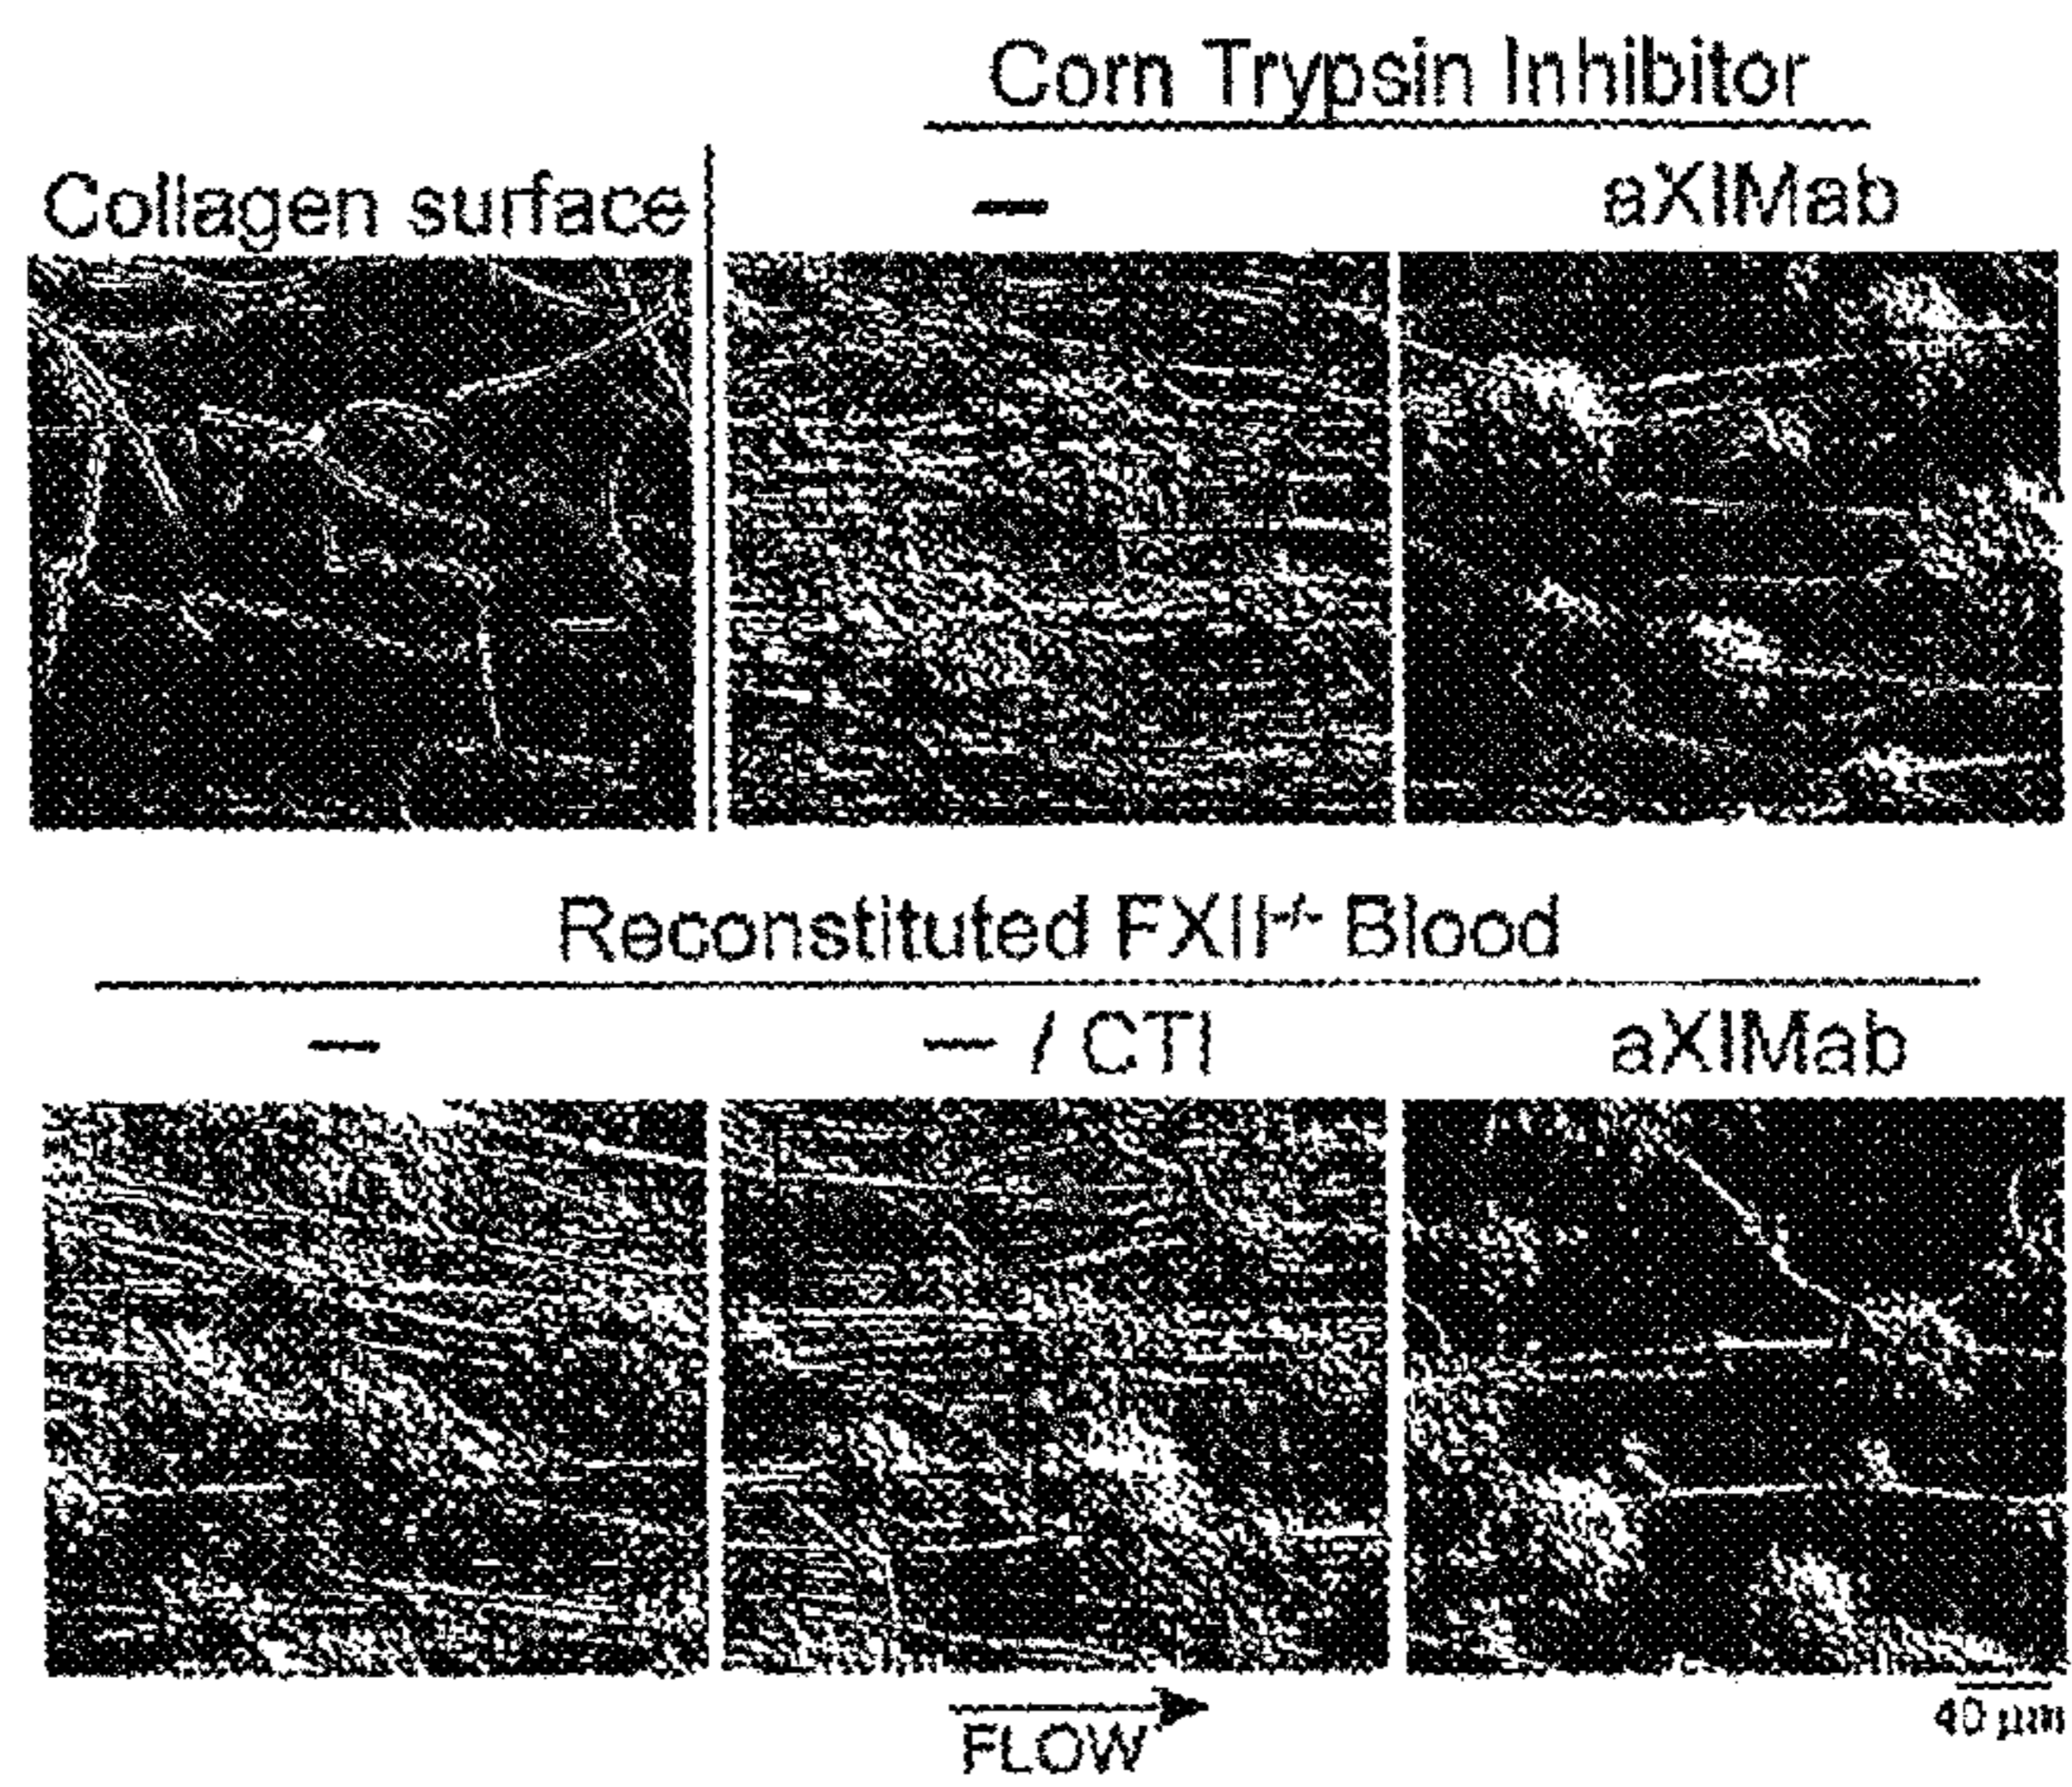 Corn Trypsin Inhibitor
Collagen surface
–
aXIMab
Reconstituted FXII-/- Blood
–
– / CTI
aXIMab
FLOW
40 µm